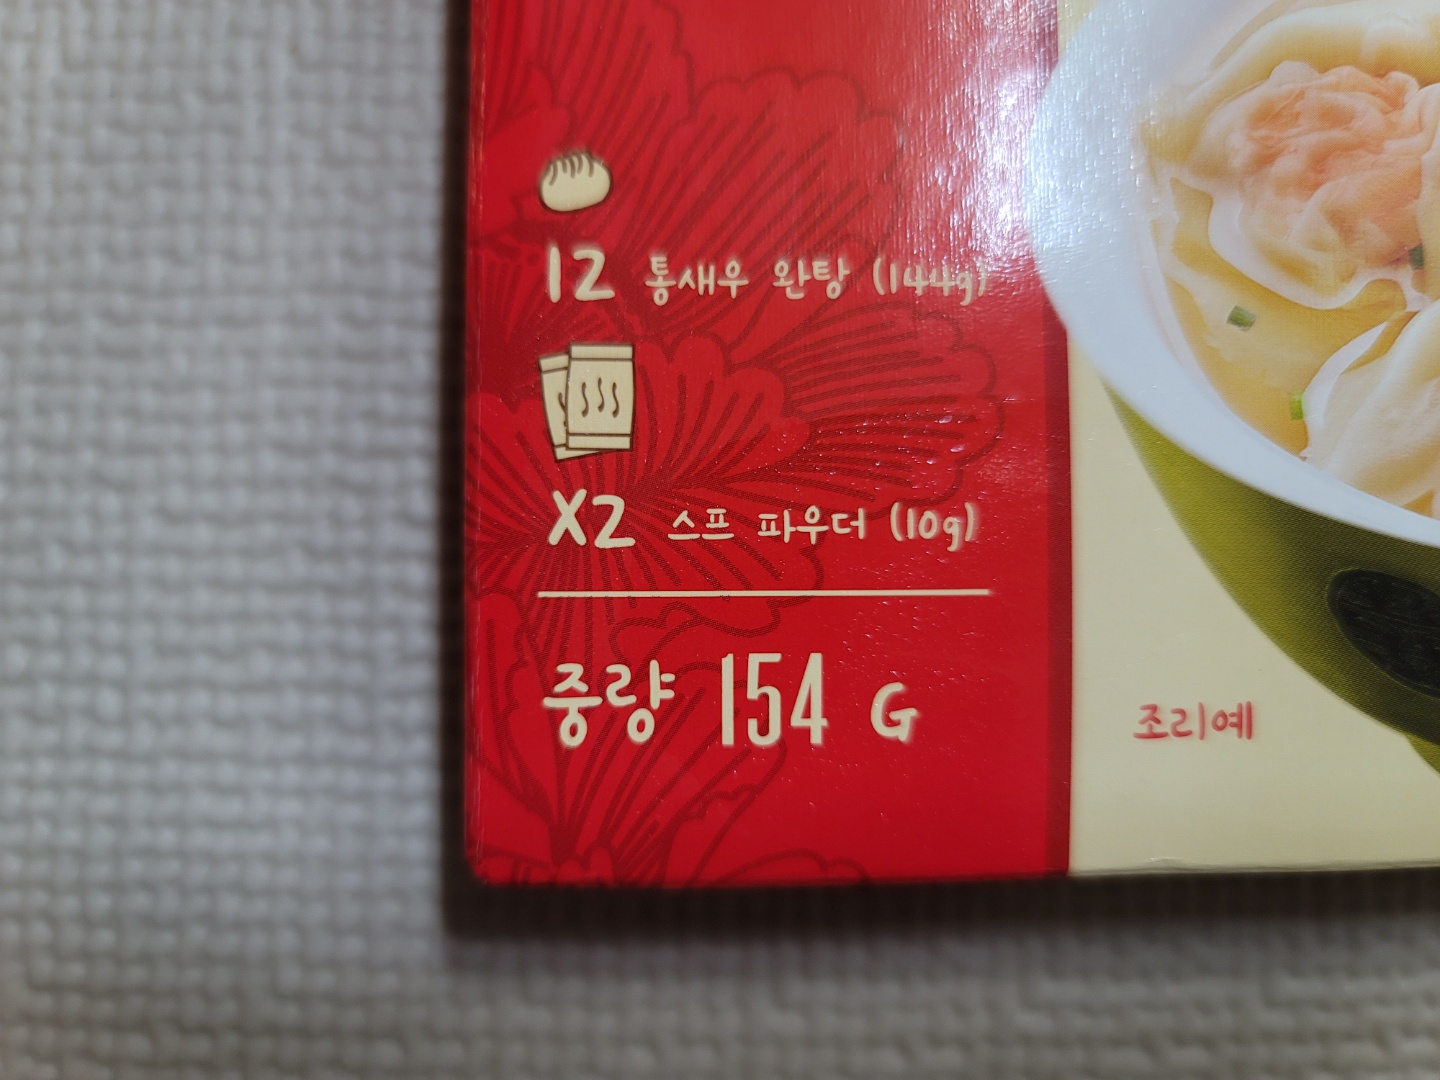 12 통새우 완탕 (144g)
X2 스프 파우더 (10g)
중량 154 G
조리예